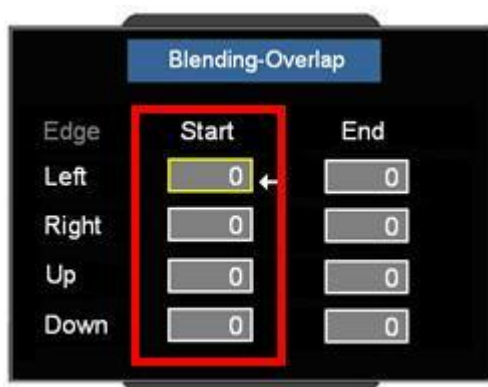 Blending-Overlap
Edge Start End
Left 0 0
Right 0 0
Up 0 0
Down 0 0